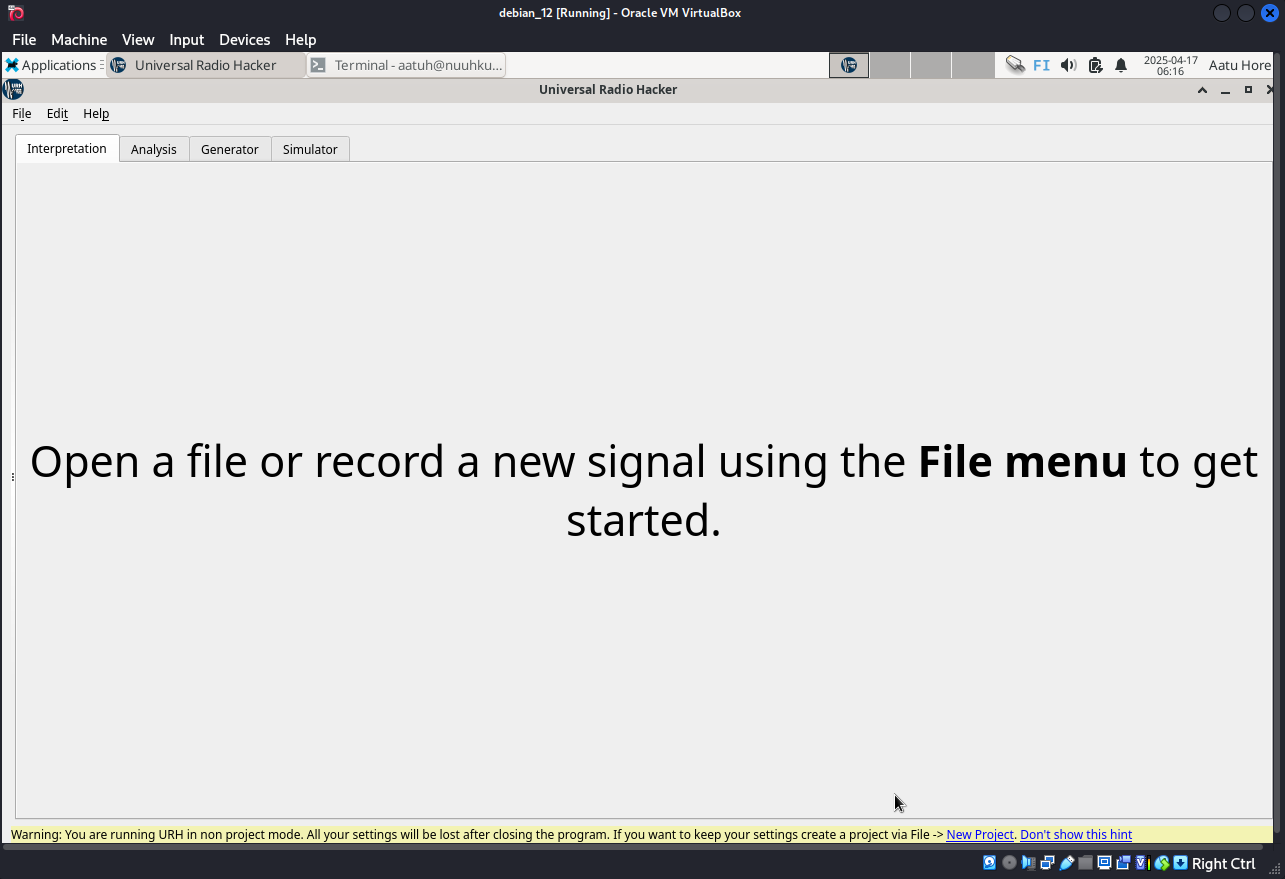 debian_12 [Running] - Oracle VM VirtualBox
File Machine View Input Devices Help
Applications Universal Radio Hacker Terminal - aatuh@nuuhku... FI 2025-04-17 06:16 Aatu Hore
Universal Radio Hacker
File Edit Help
Interpretation Analysis Generator Simulator
Open a file or record a new signal using the File menu to get
started.
Warning: You are running URH in non project mode. All your settings will be lost after closing the program. If you want to keep your settings create a project via File -> New Project. Don't show this hint
Right Ctrl